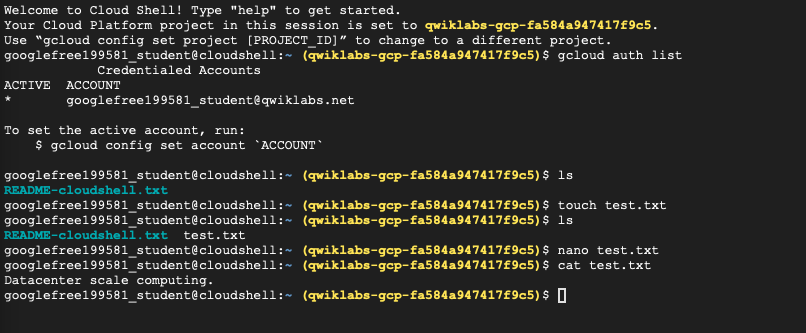 Welcome to Cloud Shell! Type "help" to get started.
Your Cloud Platform project in this session is set to qwiklabs-gcp-fa584a947417f9c5.
Use “gcloud config set project [PROJECT_ID]” to change to a different project.
googlefree199581_student@cloudshell:~ (qwiklabs-gcp-fa584a947417f9c5)$ gcloud auth list
Credentialed Accounts
ACTIVE  ACCOUNT
*       googlefree199581_student@qwiklabs.net
To set the active account, run:
$ gcloud config set account `ACCOUNT`
googlefree199581_student@cloudshell:~ (qwiklabs-gcp-fa584a947417f9c5)$ ls
README-cloudshell.txt
googlefree199581_student@cloudshell:~ (qwiklabs-gcp-fa584a947417f9c5)$ touch test.txt
googlefree199581_student@cloudshell:~ (qwiklabs-gcp-fa584a947417f9c5)$ ls
README-cloudshell.txt  test.txt
googlefree199581_student@cloudshell:~ (qwiklabs-gcp-fa584a947417f9c5)$ nano test.txt
googlefree199581_student@cloudshell:~ (qwiklabs-gcp-fa584a947417f9c5)$ cat test.txt
Datacenter scale computing.
googlefree199581_student@cloudshell:~ (qwiklabs-gcp-fa584a947417f9c5)$